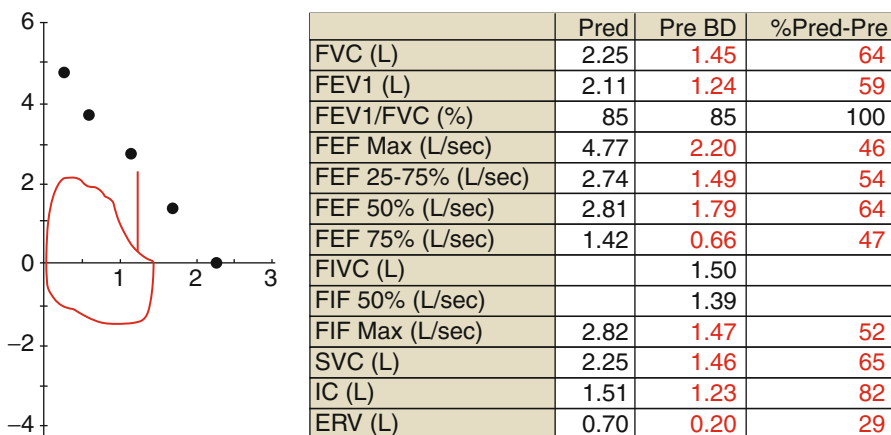 6
4
2
0
1
2
3
−2
−4
Pred Pre BD %Pred-Pre
FVC (L) 2.25 1.45 64
FEV1 (L) 2.11 1.24 59
FEV1/FVC (%) 85 85 100
FEF Max (L/sec) 4.77 2.20 46
FEF 25-75% (L/sec) 2.74 1.49 54
FEF 50% (L/sec) 2.81 1.79 64
FEF 75% (L/sec) 1.42 0.66 47
FIVC (L) 1.50
FIF 50% (L/sec) 1.39
FIF Max (L/sec) 2.82 1.47 52
SVC (L) 2.25 1.46 65
IC (L) 1.51 1.23 82
ERV (L) 0.70 0.20 29